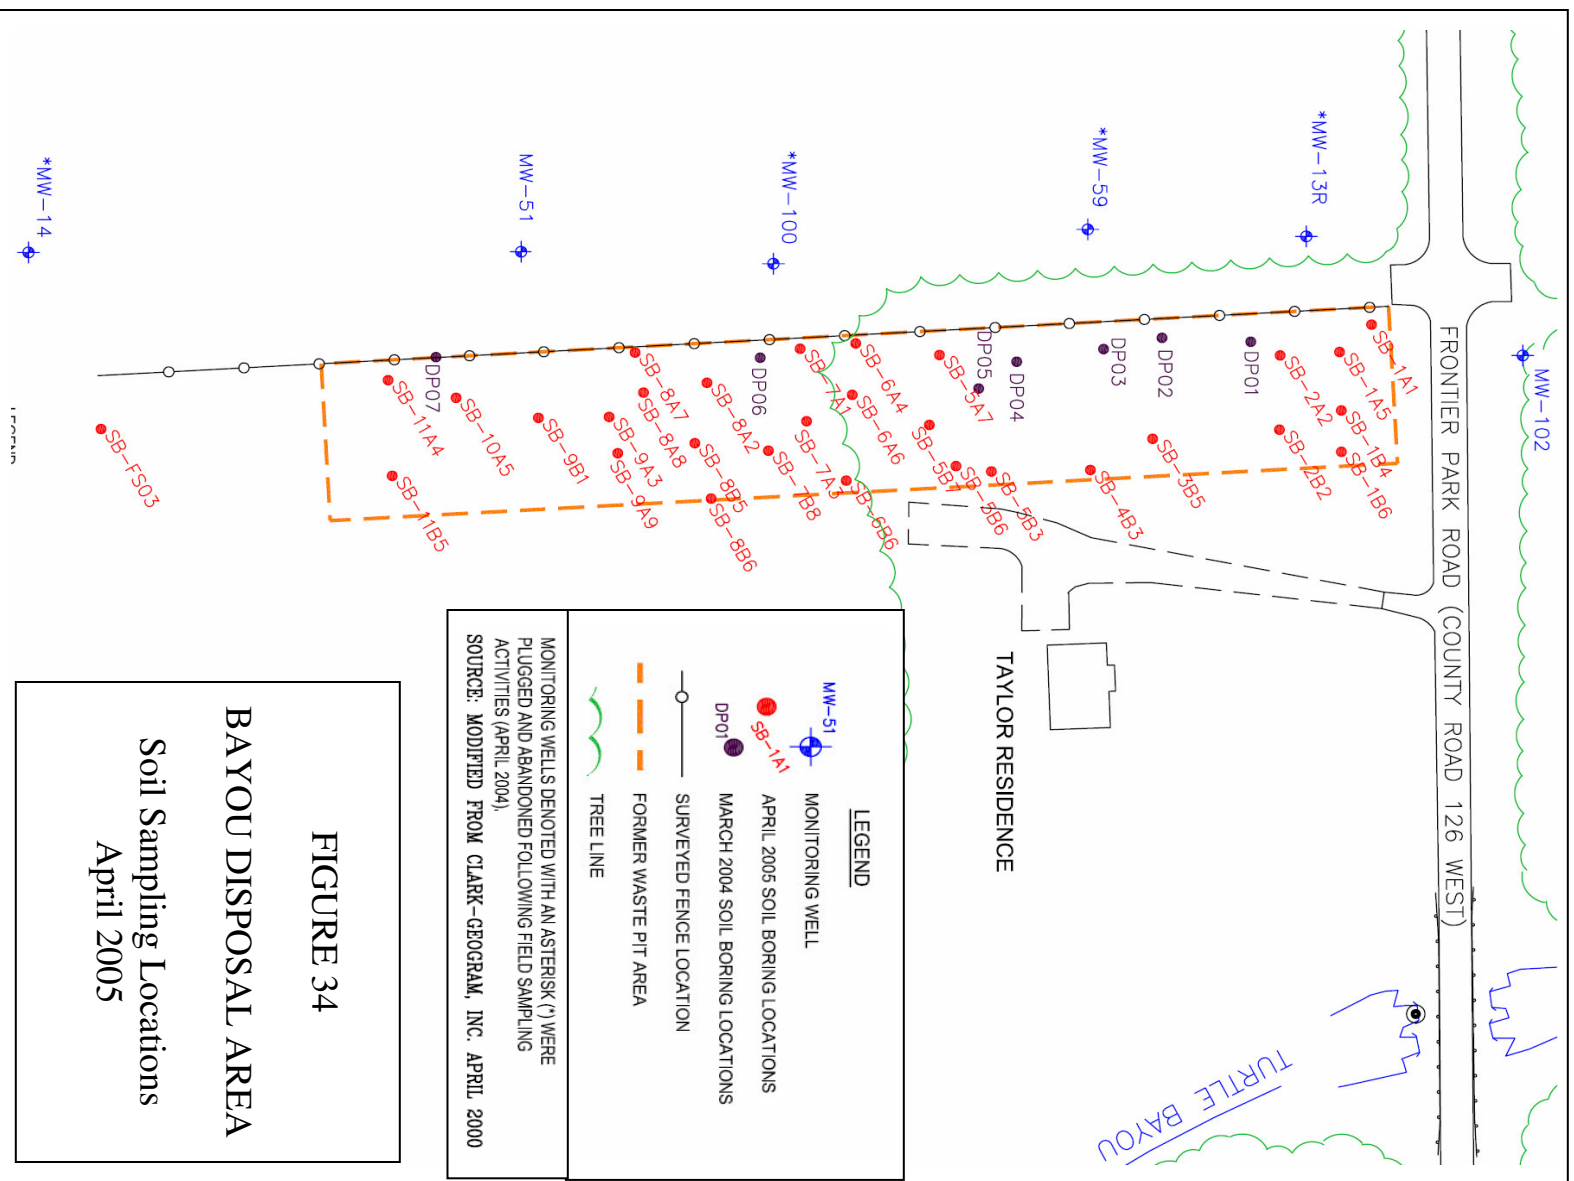 FRONTIER PARK ROAD (COUNTY ROAD 126 WEST)
MW-102
*MW-13R
*MW-59
*MW-100
MW-51
*MW-14
SB-1A1
SB-1A5
SB-1B4
SB-1B6
SB-2A2
SB-2B2
DP01
DP02
SB-3B5
DP03
SB-4B3
DP04
DP05
SB-5A7
SB-5B3
SB-5B6
SB-5B7
SB-6A4
SB-6A6
SB-6B6
SB-7A1
SB-7A3
SB-7B8
DP06
SB-8A2
SB-8B5
SB-8B6
SB-8A7
SB-8A8
SB-9A3
SB-9A9
SB-9B1
SB-10A5
DP07
SB-11A4
SB-11B5
SB-FS03
TAYLOR RESIDENCE
TURTLE BAYOU
LEGEND
MW-51
MONITORING WELL
SB-1A1
APRIL 2005 SOIL BORING LOCATIONS
DP01
MARCH 2004 SOIL BORING LOCATIONS
SURVEYED FENCE LOCATION
FORMER WASTE PIT AREA
TREE LINE
MONITORING WELLS DENOTED WITH AN ASTERISK (*) WERE
PLUGGED AND ABANDONED FOLLOWING FIELD SAMPLING
ACTIVITIES (APRIL 2004).
SOURCE: MODIFIED FROM CLARK-GEOGRAM, INC. APRIL 2000
FIGURE 34
BAYOU DISPOSAL AREA
Soil Sampling Locations
April 2005